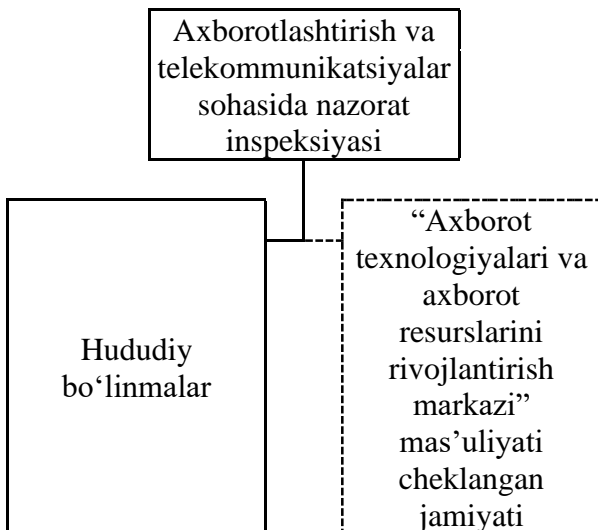 Axborotlashtirish va
telekommunikatsiyalar
sohasida nazorat
inspeksiyasi
Hududiy
bo‘linmalar
“Axborot
texnologiyalari va
axborot
resurslarini
rivojlantirish
markazi”
mas’uliyati
cheklangan
jamiyati